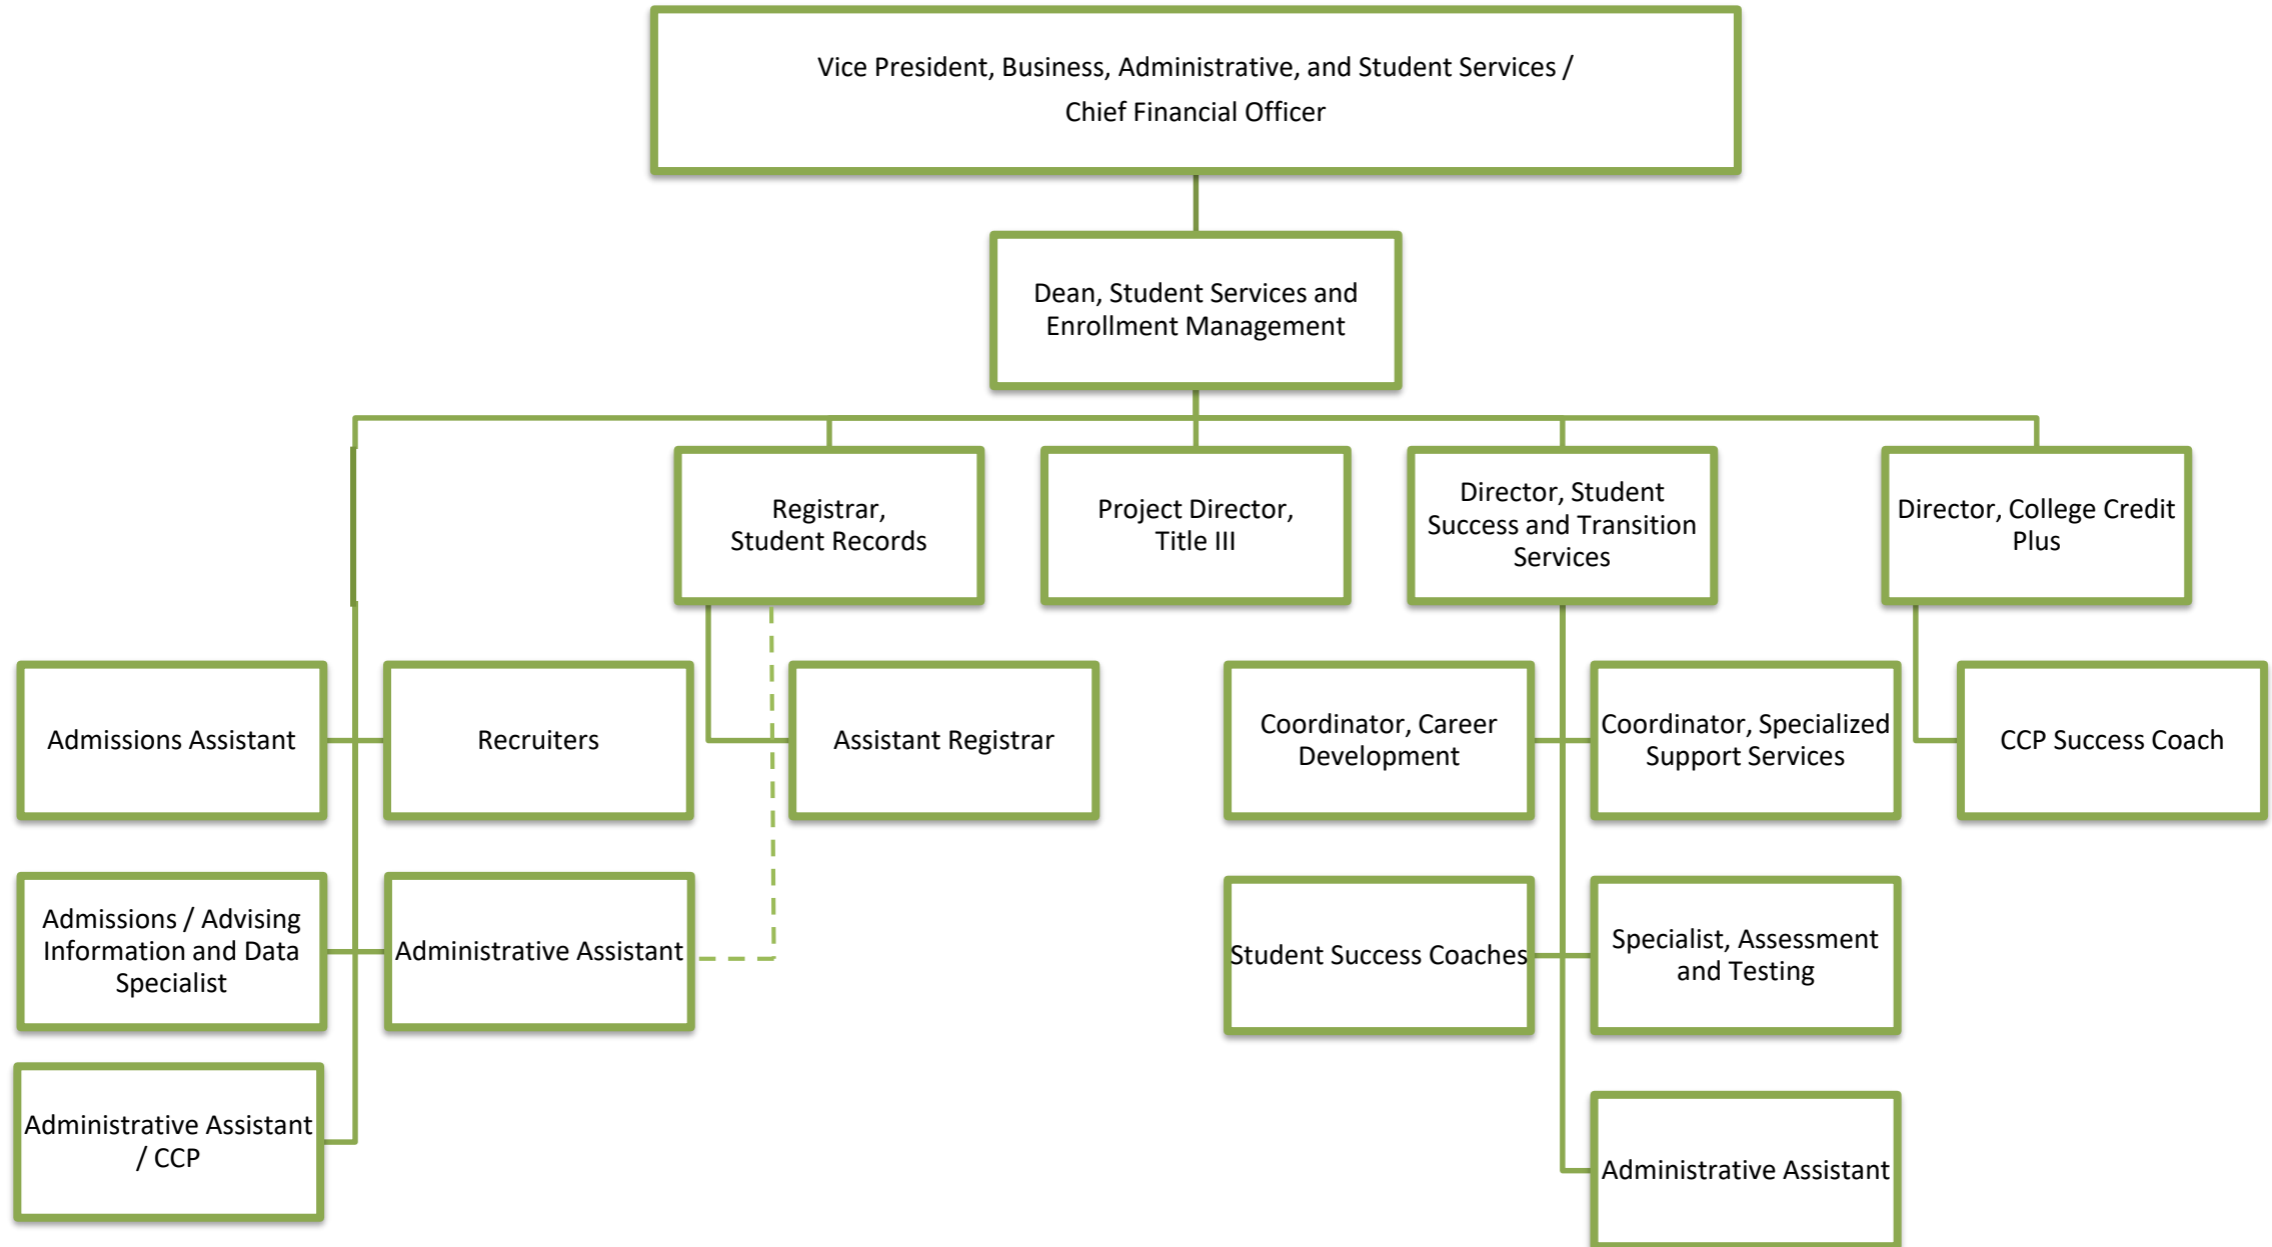 Vice President, Business, Administrative, and Student Services /
Chief Financial Officer
Dean, Student Services and
Enrollment Management
Registrar,
Student Records
Project Director,
Title III
Director, Student
Success and Transition
Services
Director, College Credit
Plus
Admissions Assistant
Recruiters
Assistant Registrar
Coordinator, Career
Development
Coordinator, Specialized
Support Services
CCP Success Coach
Admissions / Advising
Information and Data
Specialist
Administrative Assistant
Student Success Coaches
Specialist, Assessment
and Testing
Administrative Assistant
/ CCP
Administrative Assistant